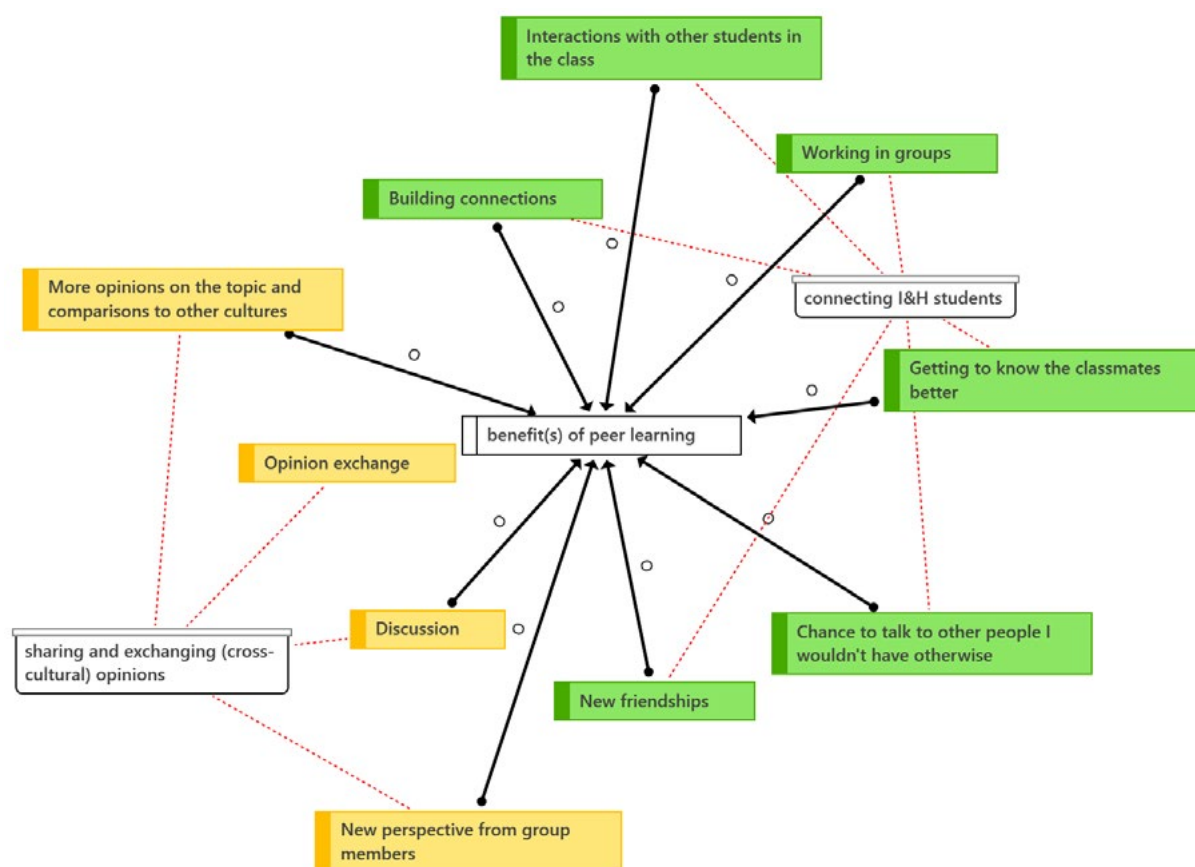 Interactions with other students in
the class
Working in groups
Building connections
More opinions on the topic and
comparisons to other cultures
connecting I&H students
Getting to know the classmates
better
benefit(s) of peer learning
Opinion exchange
Discussion
sharing and exchanging (cross-
cultural) opinions
Chance to talk to other people I
wouldn't have otherwise
New friendships
New perspective from group
members